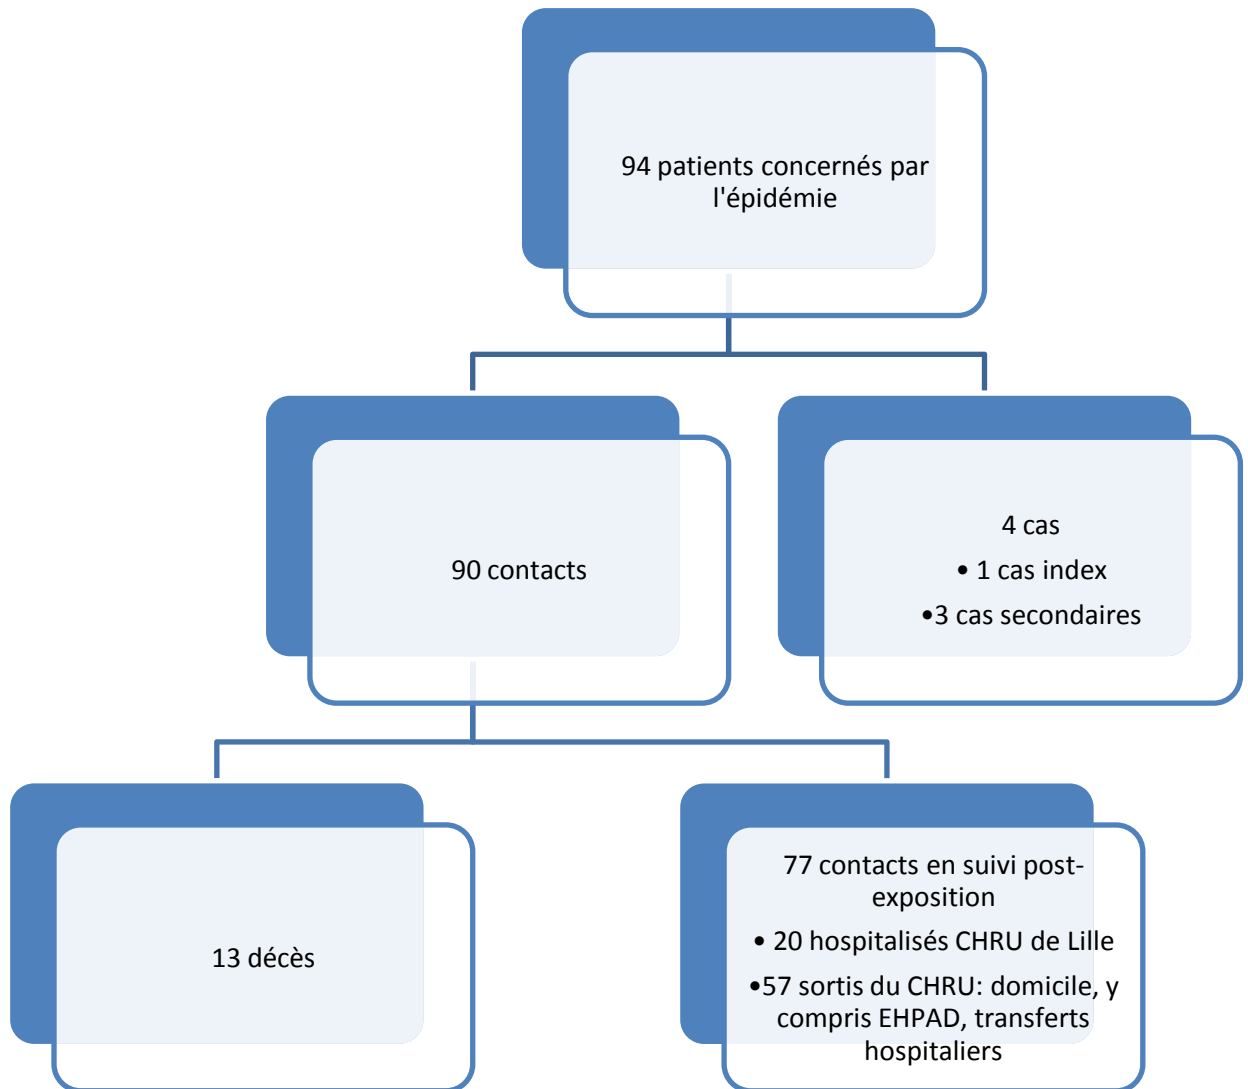 94 patients concernés par
l'épidémie
90 contacts
4 cas
• 1 cas index
•3 cas secondaires
13 décès
77 contacts en suivi post-
exposition
• 20 hospitalisés CHRU de Lille
•57 sortis du CHRU: domicile, y
compris EHPAD, transferts
hospitaliers